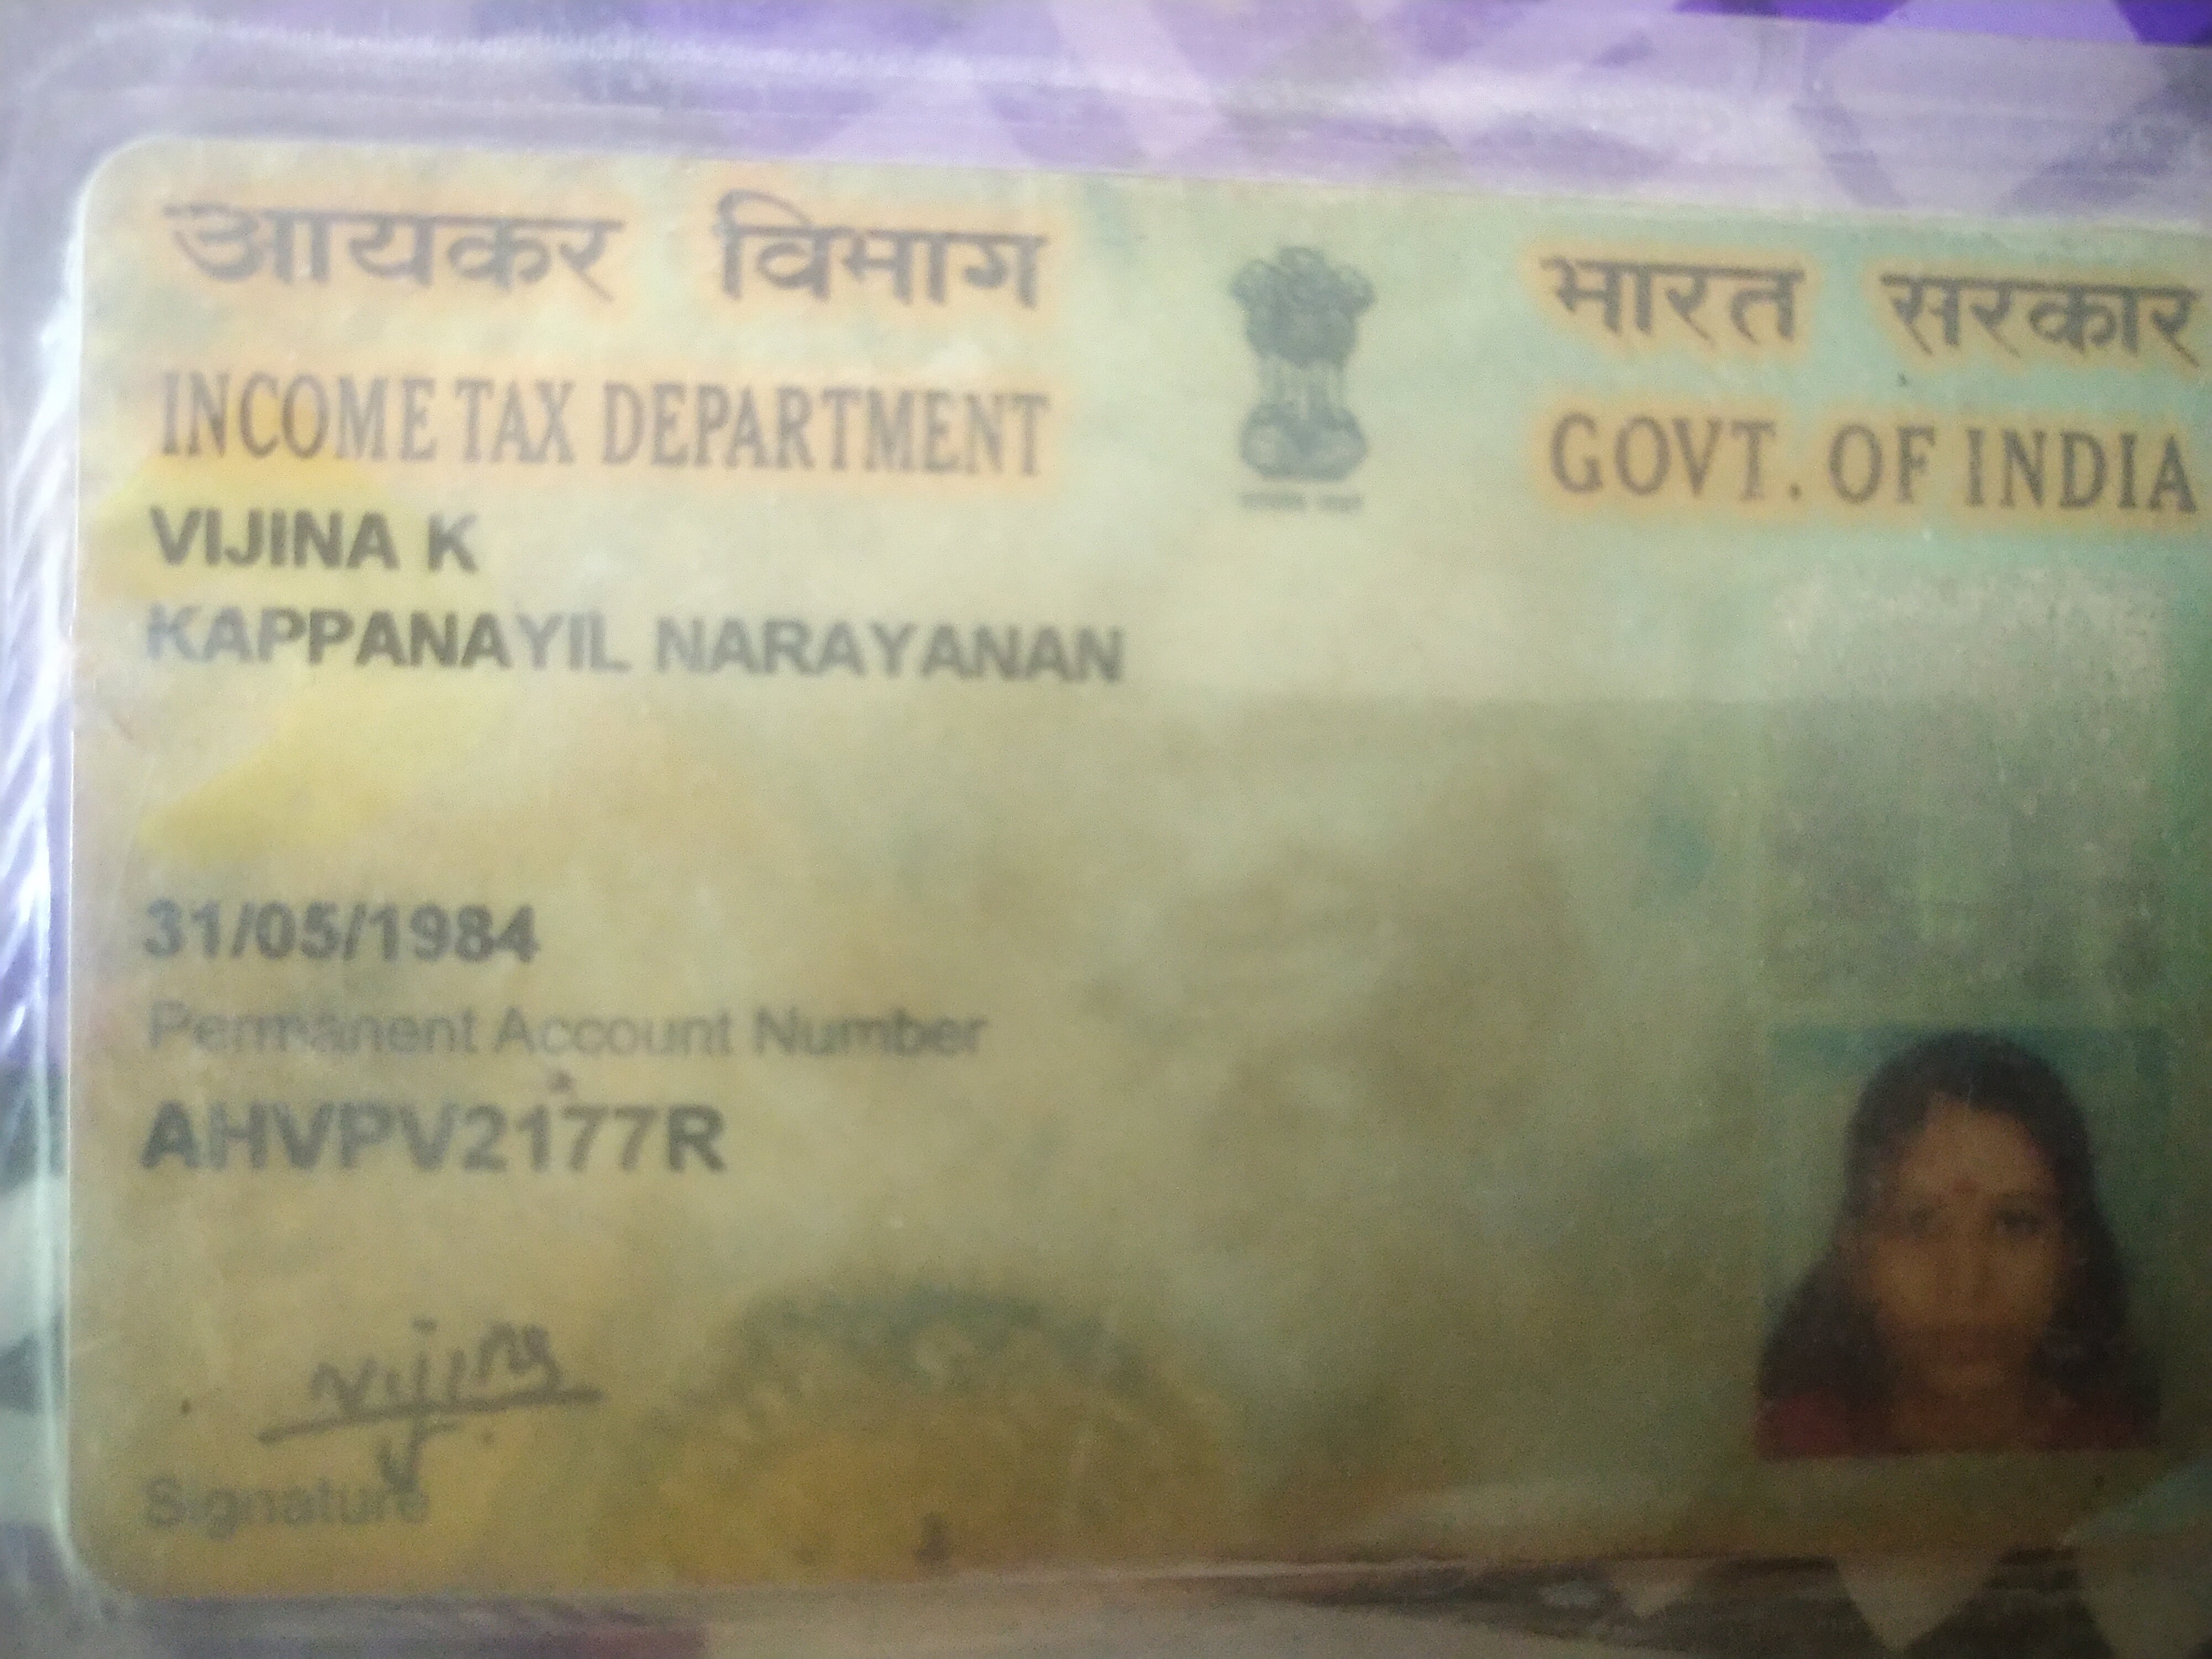 आयकर विभाग
INCOME TAX DEPARTMENT
भारत सरकार
GOVT. OF INDIA
VIJINA K
KAPPANAYIL NARAYANAN
31/05/1984
Permanent Account Number
AHVPV2177R
Signature